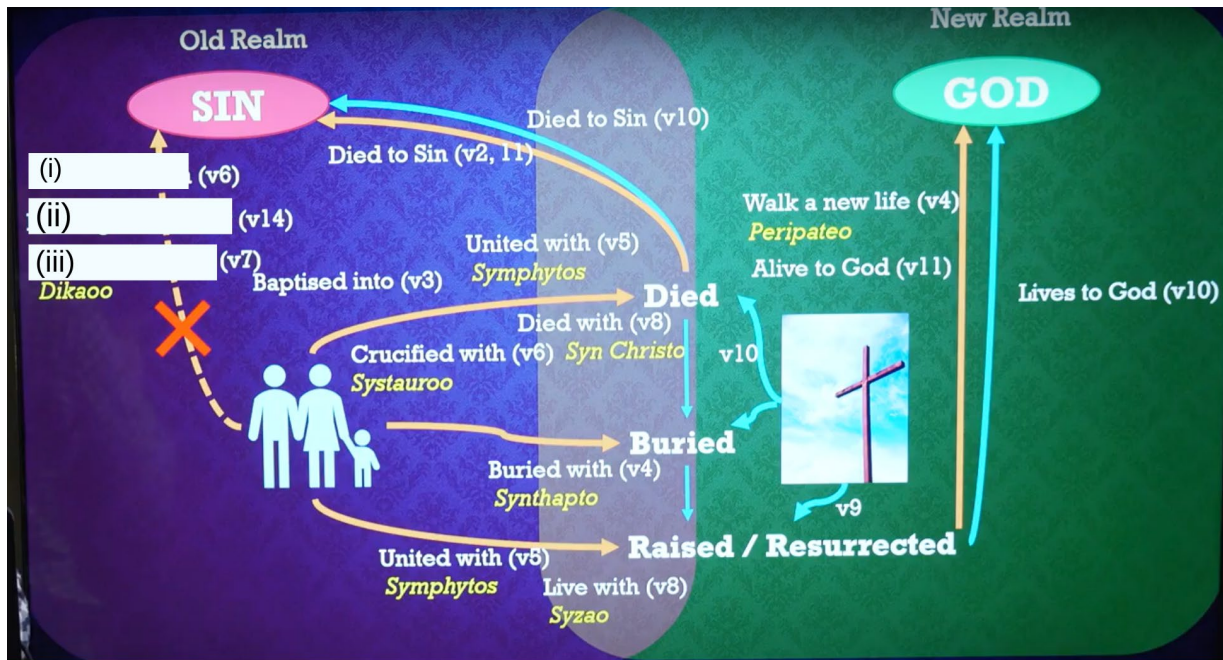 Old Realm
New Realm
SIN
GOD
Died to Sin (v10)
Died to Sin (v2, 11)
(i) (v6)
(ii) (v14)
(iii) (v7)
Dikaoo
Walk a new life (v4)
Peripateo
Alive to God (v11)
Lives to God (v10)
United with (v5)
Symphytos
Baptised into (v3)
Died
Died with (v8)
Syn Christo
Crucified with (v6)
Systauroo
v10
Buried
Buried with (v4)
Synthapto
v9
Raised / Resurrected
United with (v5)
Symphytos
Live with (v8)
Syzao